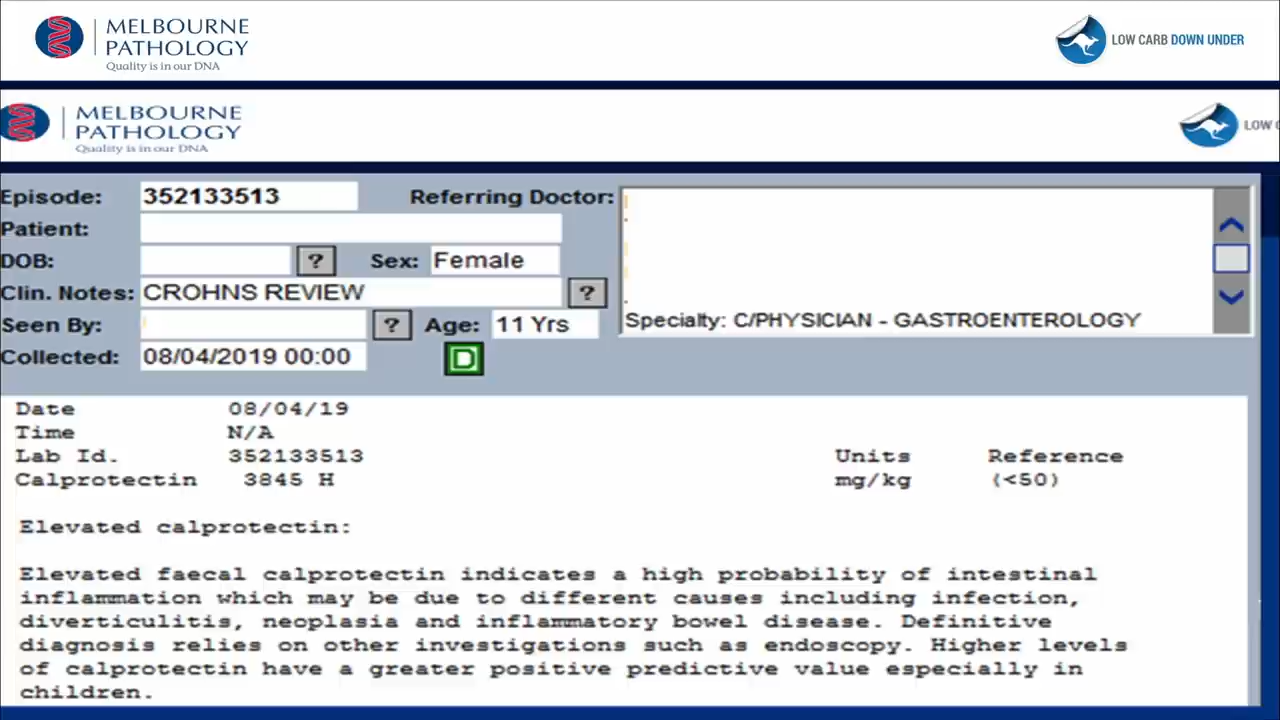 MELBOURNE
PATHOLOGY
Quality is in our DNA
LOW CARB DOWN UNDER
MELBOURNE
PATHOLOGY
Quality is in our DNA
LOW C
Episode: 352133513 Referring Doctor:
Patient:
DOB: ? Sex: Female
Clin. Notes: CROHNS REVIEW ?
Seen By: ? Age: 11 Yrs
Specialty: C/PHYSICIAN - GASTROENTEROLOGY
Collected: 08/04/2019 00:00 D
Date 08/04/19
Time N/A
Lab Id. 352133513 Units Reference
Calprotectin 3845 H mg/kg (<50)
Elevated calprotectin:
Elevated faecal calprotectin indicates a high probability of intestinal
inflammation which may be due to different causes including infection,
diverticulitis, neoplasia and inflammatory bowel disease. Definitive
diagnosis relies on other investigations such as endoscopy. Higher levels
of calprotectin have a greater positive predictive value especially in
children.